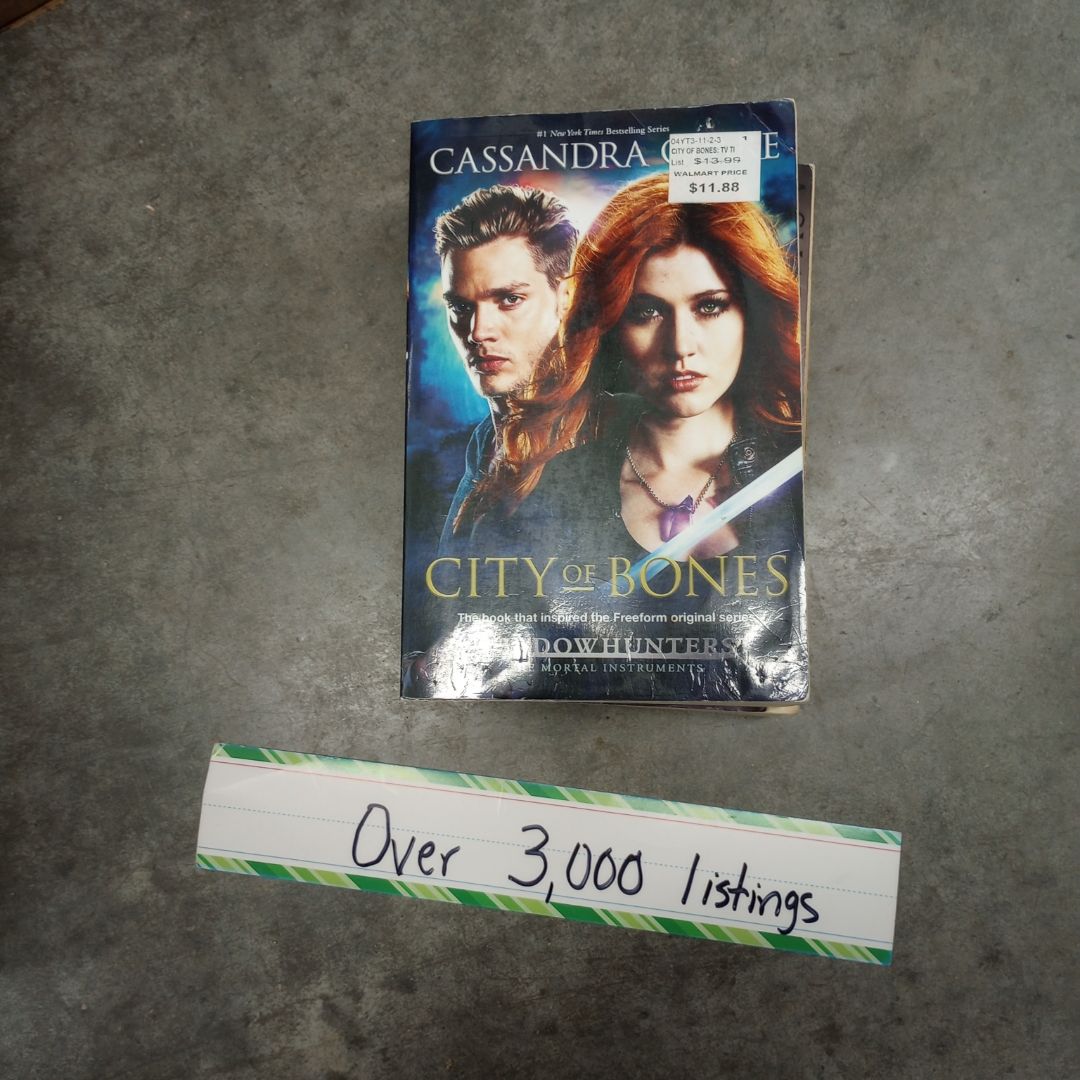 #1 New York Times Bestselling Series
CASSANDRA
04YT3-11-2-3 1
CITY OF BONES: TV TI
List $13.99
WALMART PRICE
$11.88
CITY OF BONES
The book that inspired the Freeform original series
DOWHUNTERS
MORTAL INSTRUMENTS
Over 3,000 listings